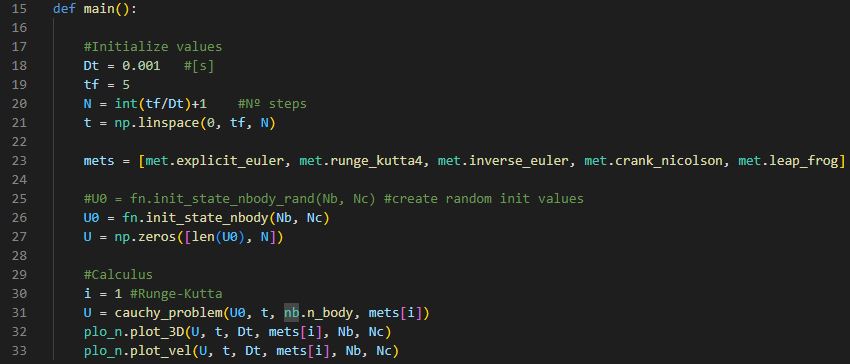 15 def main():
16
17 #Initialize values
18 Dt = 0.001 #[s]
19 tf = 5
20 N = int(tf/Dt)+1 #Nº steps
21 t = np.linspace(0, tf, N)
22
23 mets = [met.explicit_euler, met.runge_kutta4, met.inverse_euler, met.crank_nicolson, met.leap_frog]
24
25 #U0 = fn.init_state_nbody_rand(Nb, Nc) #create random init values
26 U0 = fn.init_state_nbody(Nb, Nc)
27 U = np.zeros([len(U0), N])
28
29 #Calculus
30 i = 1 #Runge-Kutta
31 U = cauchy_problem(U0, t, nb.n_body, mets[i])
32 plo_n.plot_3D(U, t, Dt, mets[i], Nb, Nc)
33 plo_n.plot_vel(U, t, Dt, mets[i], Nb, Nc)